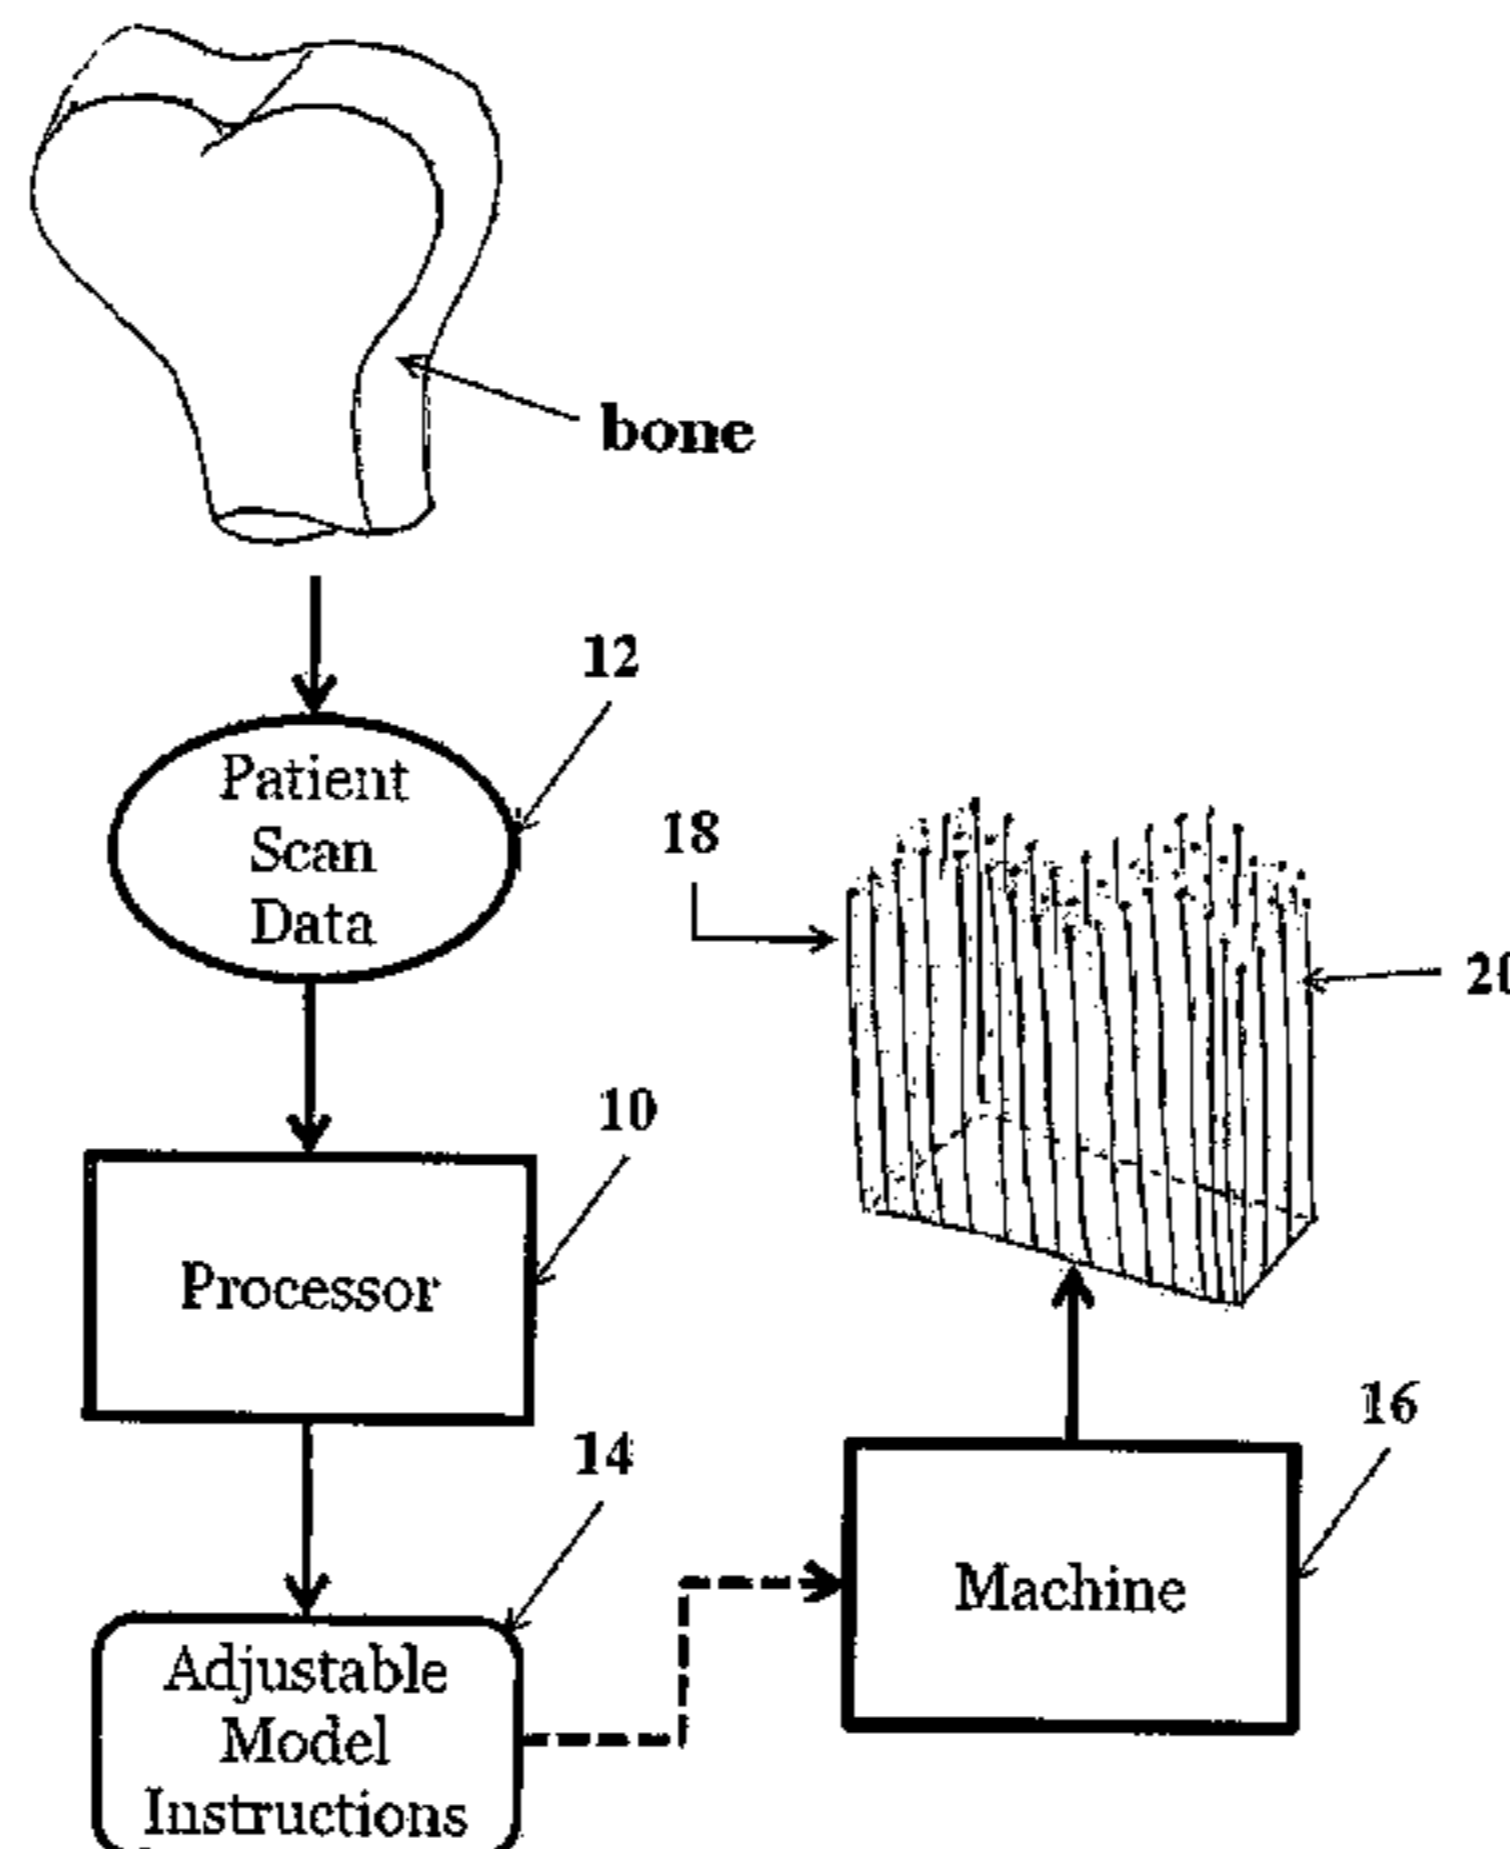 bone
12
Patient
Scan
Data
18
20
10
Processor
16
14
Machine
Adjustable
Model
Instructions